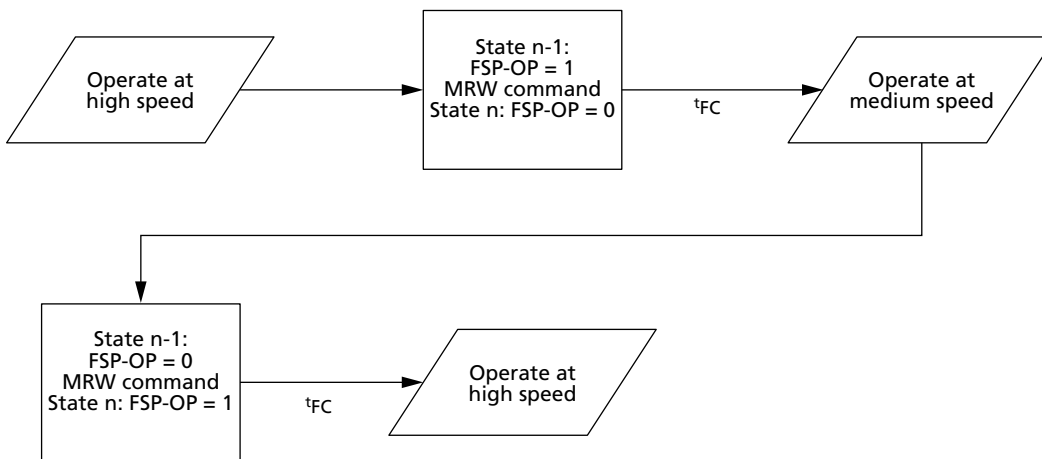 Operate at
high speed
State n-1:
FSP-OP = 1
MRW command
State n: FSP-OP = 0
tFC
Operate at
medium speed
State n-1:
FSP-OP = 0
MRW command
State n: FSP-OP = 1
tFC
Operate at
high speed